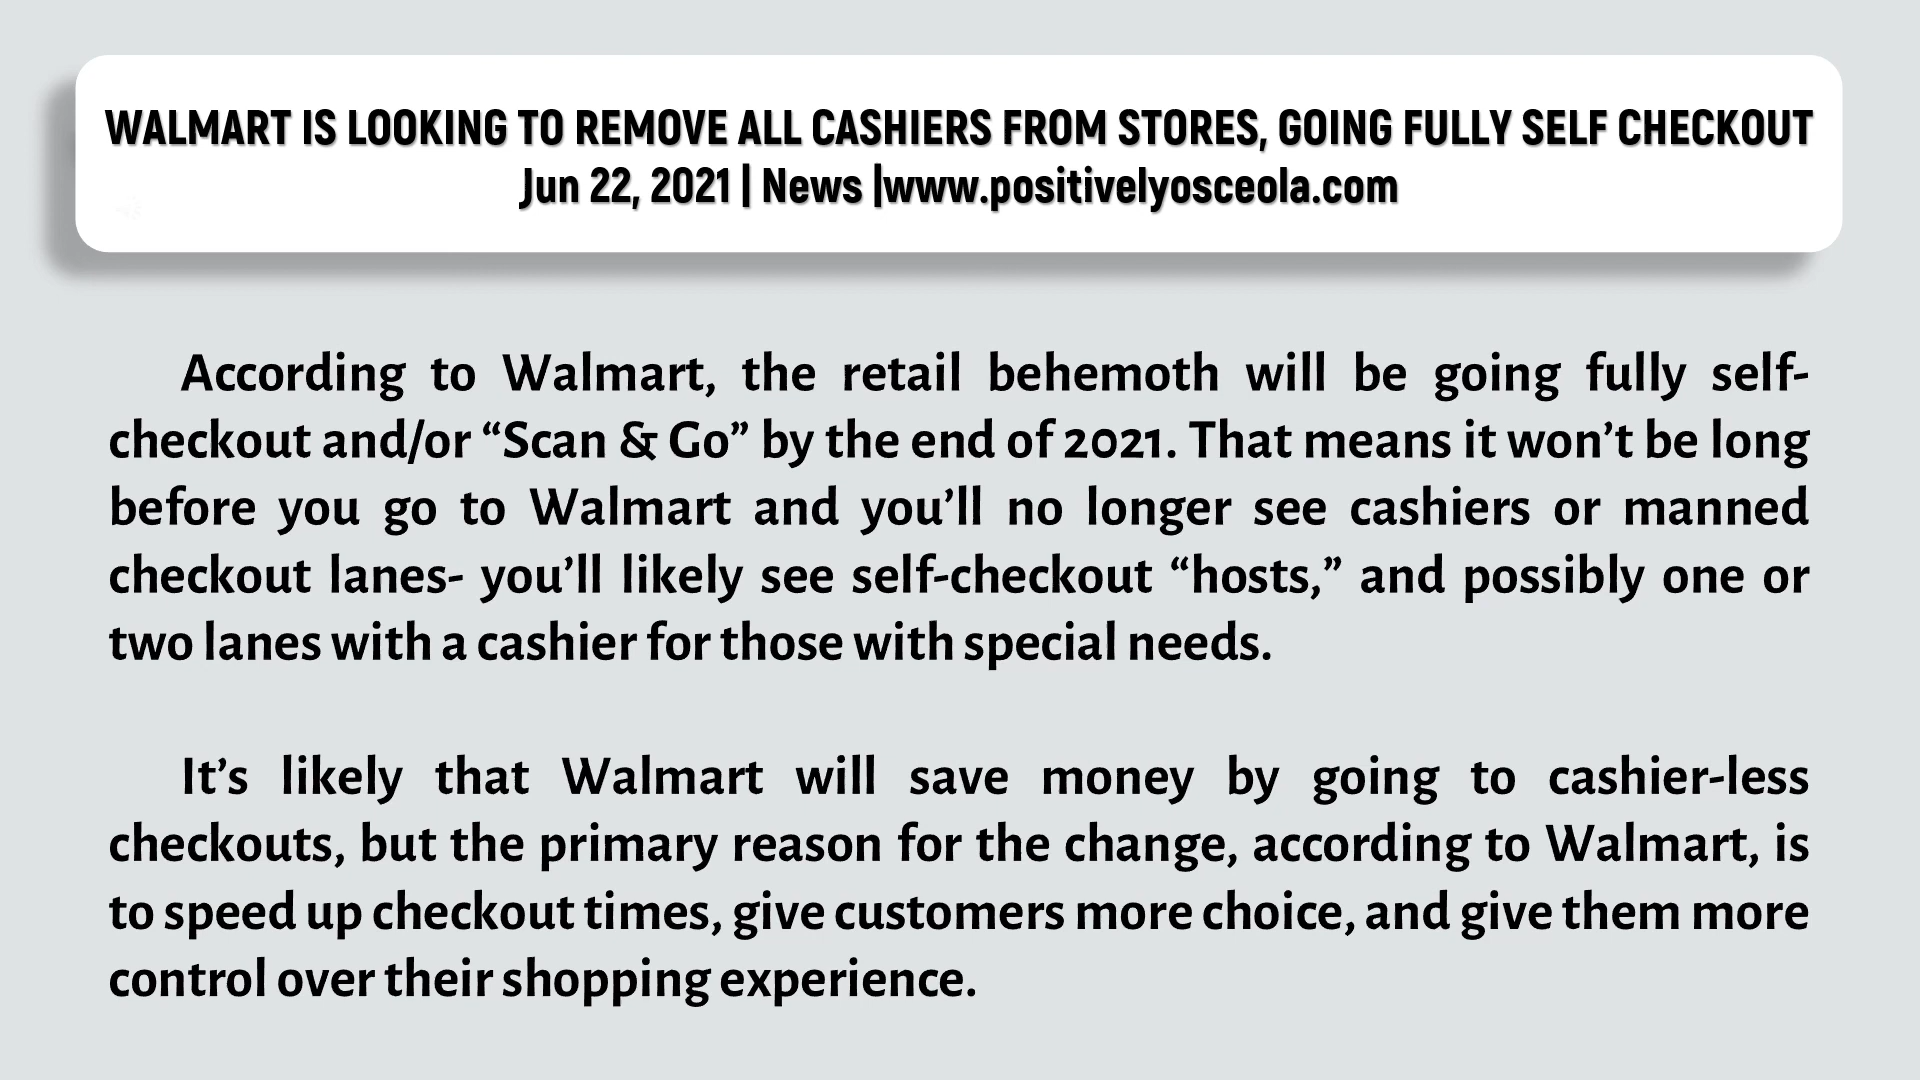 WALMART IS LOOKING TO REMOVE ALL CASHIERS FROM STORES, GOING FULLY SELF CHECKOUT
Jun 22, 2021 | News |www.positivelyosceola.com
According to Walmart, the retail behemoth will be going fully self-
checkout and/or “Scan & Go” by the end of 2021. That means it won’t be long
before you go to Walmart and you’ll no longer see cashiers or manned
checkout lanes- you’ll likely see self-checkout “hosts,” and possibly one or
two lanes with a cashier for those with special needs.
It’s likely that Walmart will save money by going to cashier-less
checkouts, but the primary reason for the change, according to Walmart, is
to speed up checkout times, give customers more choice, and give them more
control over their shopping experience.